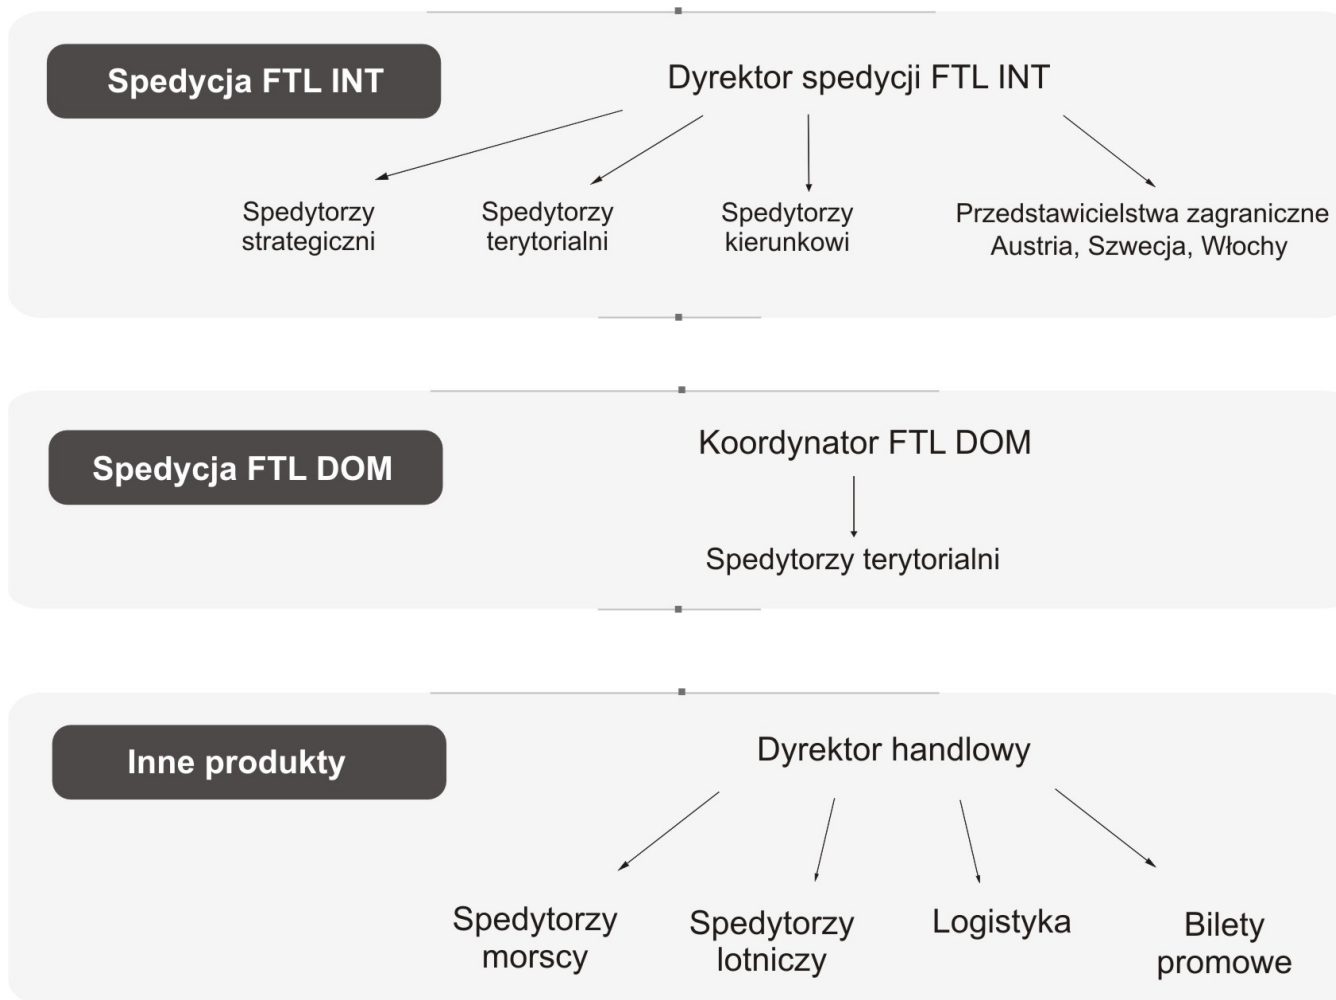 Spedycja FTL INT
Dyrektor spedycji FTL INT
Spedytorzy
strategiczni
Spedytorzy
terytorialni
Spedytorzy
kierunkowi
Przedstawicielstwa zagraniczne
Austria, Szwecja, Włochy
Spedycja FTL DOM
Koordynator FTL DOM
Spedytorzy terytorialni
Inne produkty
Dyrektor handlowy
Spedytorzy
morscy
Spedytorzy
lotniczy
Logistyka
Bilety
promowe